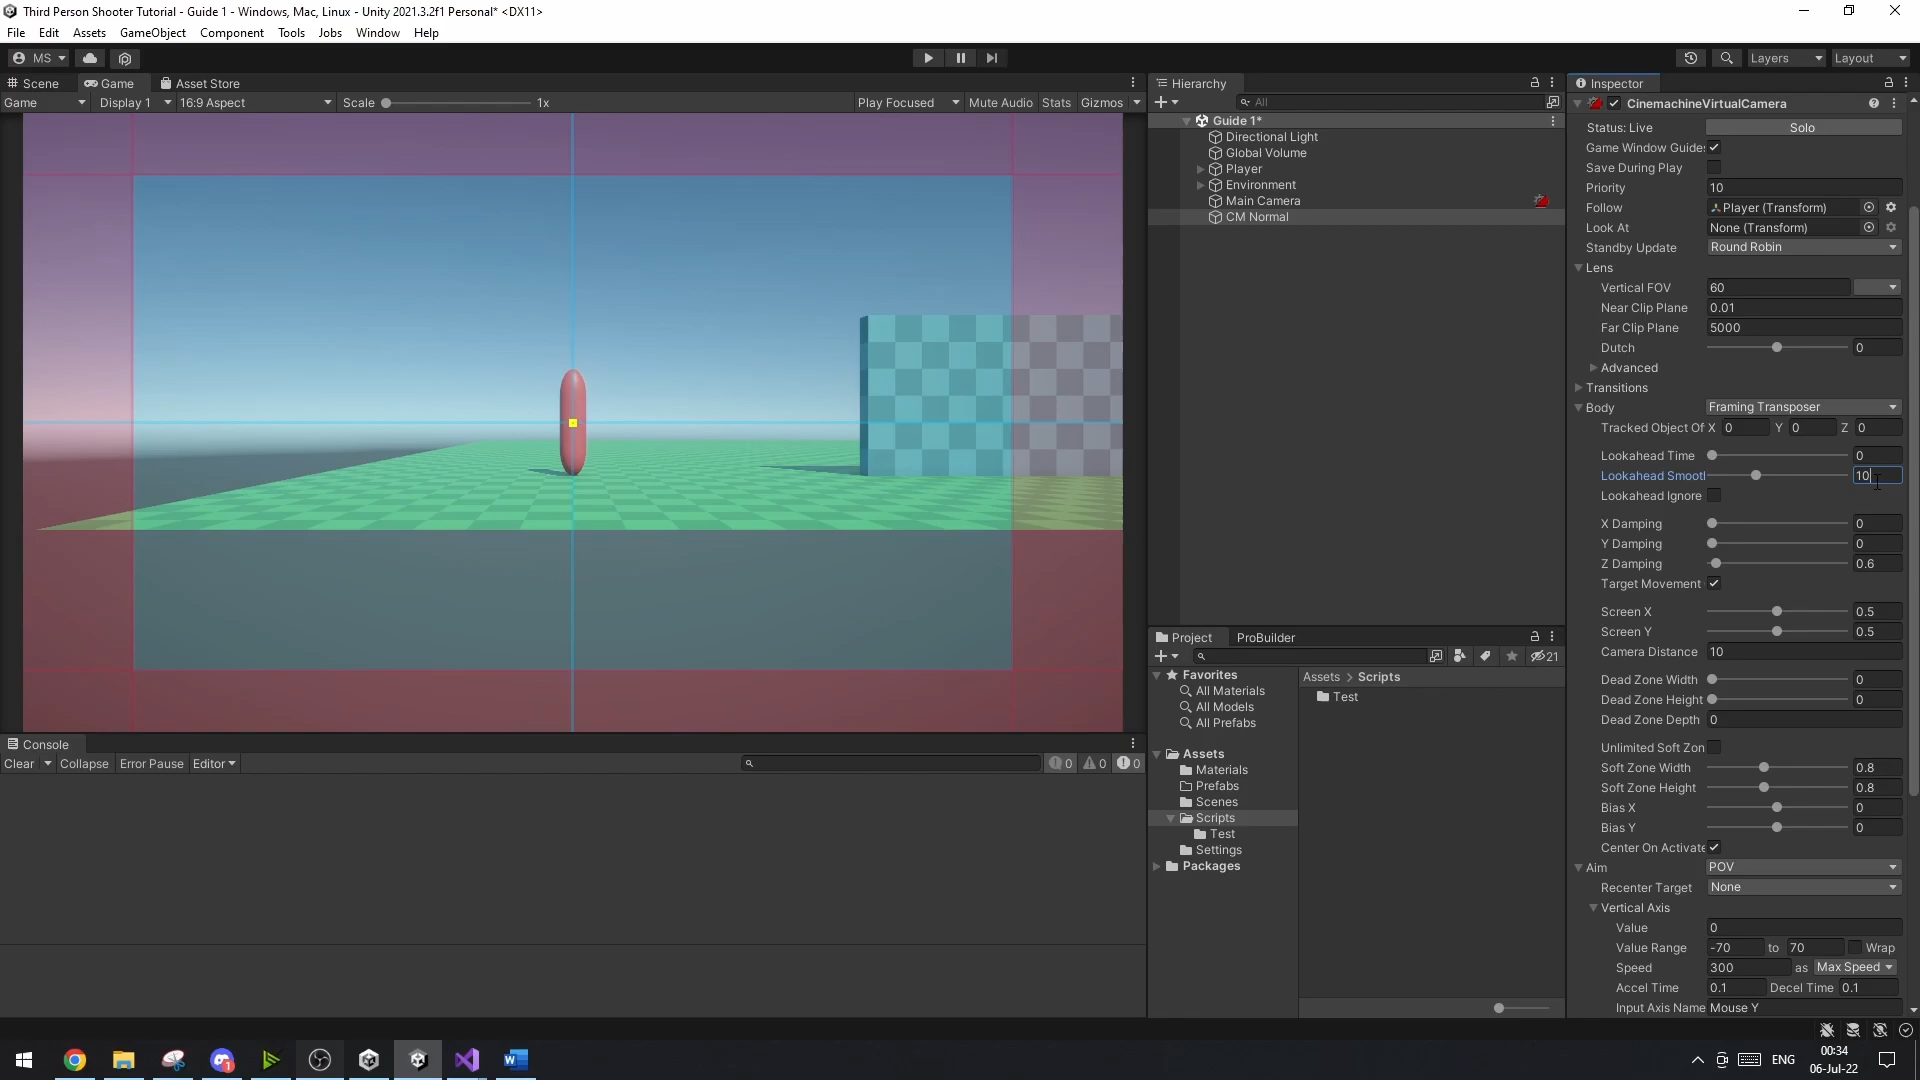 Third Person Shooter Tutorial - Guide 1 - Windows, Mac, Linux - Unity 2021.3.2f1 Personal* <DX11>
File Edit Assets GameObject Component Tools Jobs Window Help
MS Layers Layout
Scene Game Asset Store
Game Display 1 16:9 Aspect Scale 1x Play Focused Mute Audio Stats Gizmos
Console
Clear Collapse Error Pause Editor 0 0 0
Hierarchy
All
Guide 1*
Directional Light
Global Volume
Player
Environment
Main Camera
CM Normal
Project ProBuilder
21
Favorites
All Materials
All Models
All Prefabs
Assets
Materials
Prefabs
Scenes
Scripts
Test
Settings
Packages
Assets > Scripts
Test
Inspector
CinemachineVirtualCamera
Status: Live Solo
Game Window Guides
Save During Play
Priority 10
Follow Player (Transform)
Look At None (Transform)
Standby Update Round Robin
Lens
Vertical FOV 60
Near Clip Plane 0.01
Far Clip Plane 5000
Dutch 0
Advanced
Transitions
Body Framing Transposer
Tracked Object Of X 0 Y 0 Z 0
Lookahead Time 0
Lookahead Smootl 10
Lookahead Ignore
X Damping 0
Y Damping 0
Z Damping 0.6
Target Movement
Screen X 0.5
Screen Y 0.5
Camera Distance 10
Dead Zone Width 0
Dead Zone Height 0
Dead Zone Depth 0
Unlimited Soft Zon
Soft Zone Width 0.8
Soft Zone Height 0.8
Bias X 0
Bias Y 0
Center On Activate
Aim POV
Recenter Target None
Vertical Axis
Value 0
Value Range -70 to 70 Wrap
Speed 300 as Max Speed
Accel Time 0.1 Decel Time 0.1
Input Axis Name Mouse Y
1
ENG
00:34
06-Jul-22